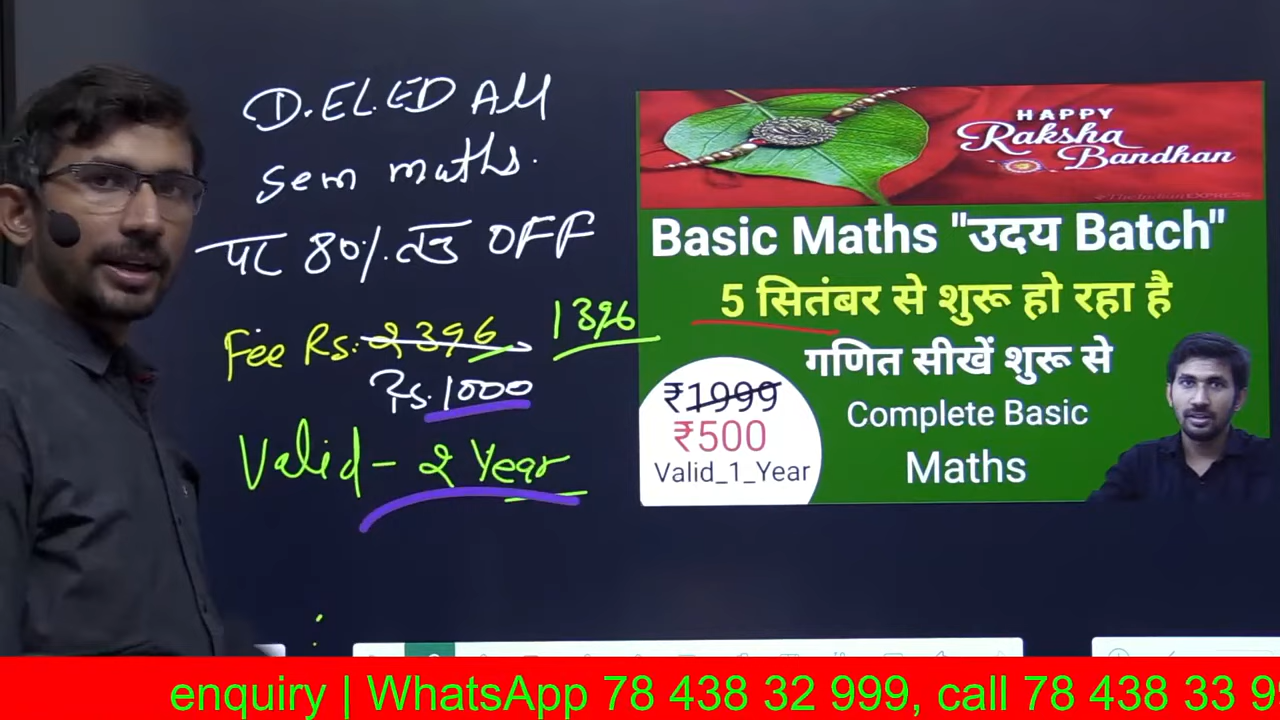 D.EL.ED All
Sem maths.
पर 80% तक OFF
Fee Rs: 2396 1396
Rs. 1000
Valid - 2 Year
HAPPY
Raksha
Bandhan
TheIndianEXPRESS
Basic Maths "उदय Batch"
5 सितंबर से शुरू हो रहा है
गणित सीखें शुरू से
₹1999
₹500
Valid_1_Year
Complete Basic
Maths
enquiry | WhatsApp 78 438 32 999, call 78 438 33 9